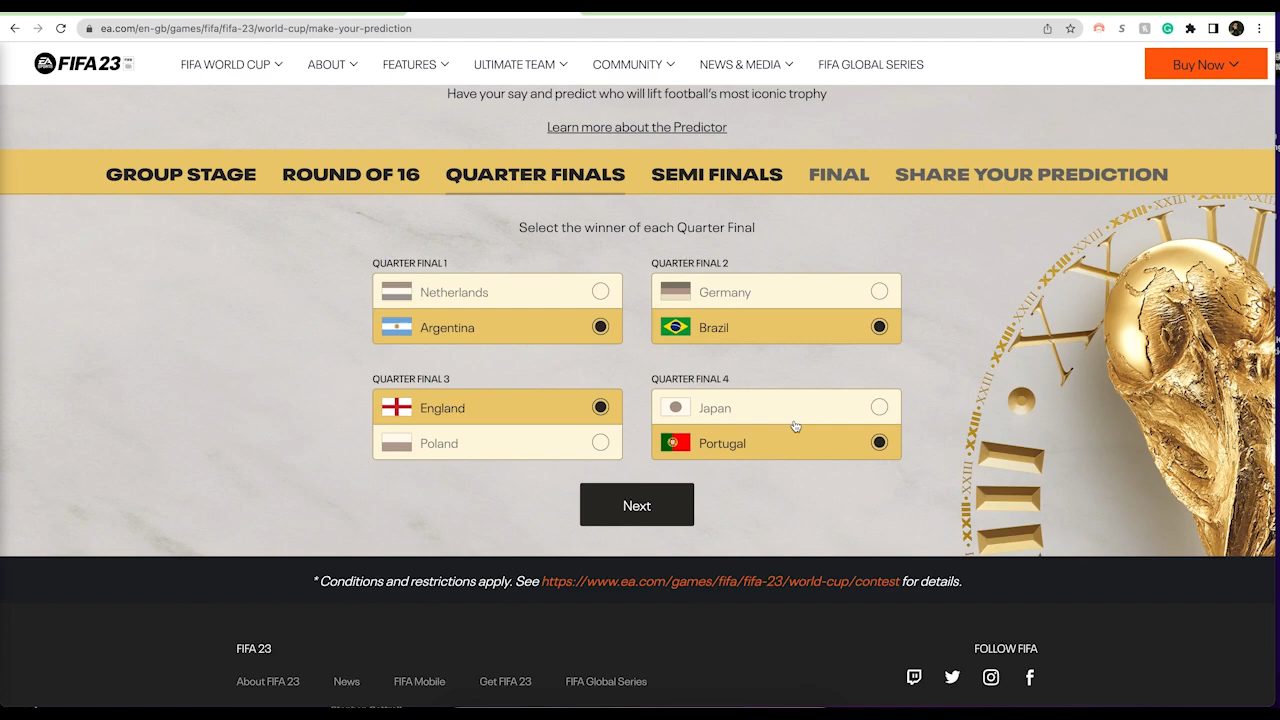 ea.com/en-gb/games/fifa/fifa-23/world-cup/make-your-prediction
EA SPORTS FIFA 23 FIFA WORLD CUP ABOUT FEATURES ULTIMATE TEAM COMMUNITY NEWS & MEDIA FIFA GLOBAL SERIES Buy Now
Have your say and predict who will lift football's most iconic trophy
Learn more about the Predictor
GROUP STAGE ROUND OF 16 QUARTER FINALS SEMI FINALS FINAL SHARE YOUR PREDICTION
Select the winner of each Quarter Final
QUARTER FINAL 1
Netherlands
Argentina
QUARTER FINAL 2
Germany
Brazil
QUARTER FINAL 3
England
Poland
QUARTER FINAL 4
Japan
Portugal
Next
* Conditions and restrictions apply. See https://www.ea.com/games/fifa/fifa-23/world-cup/contest for details.
FIFA 23
About FIFA 23 News FIFA Mobile Get FIFA 23 FIFA Global Series
FOLLOW FIFA